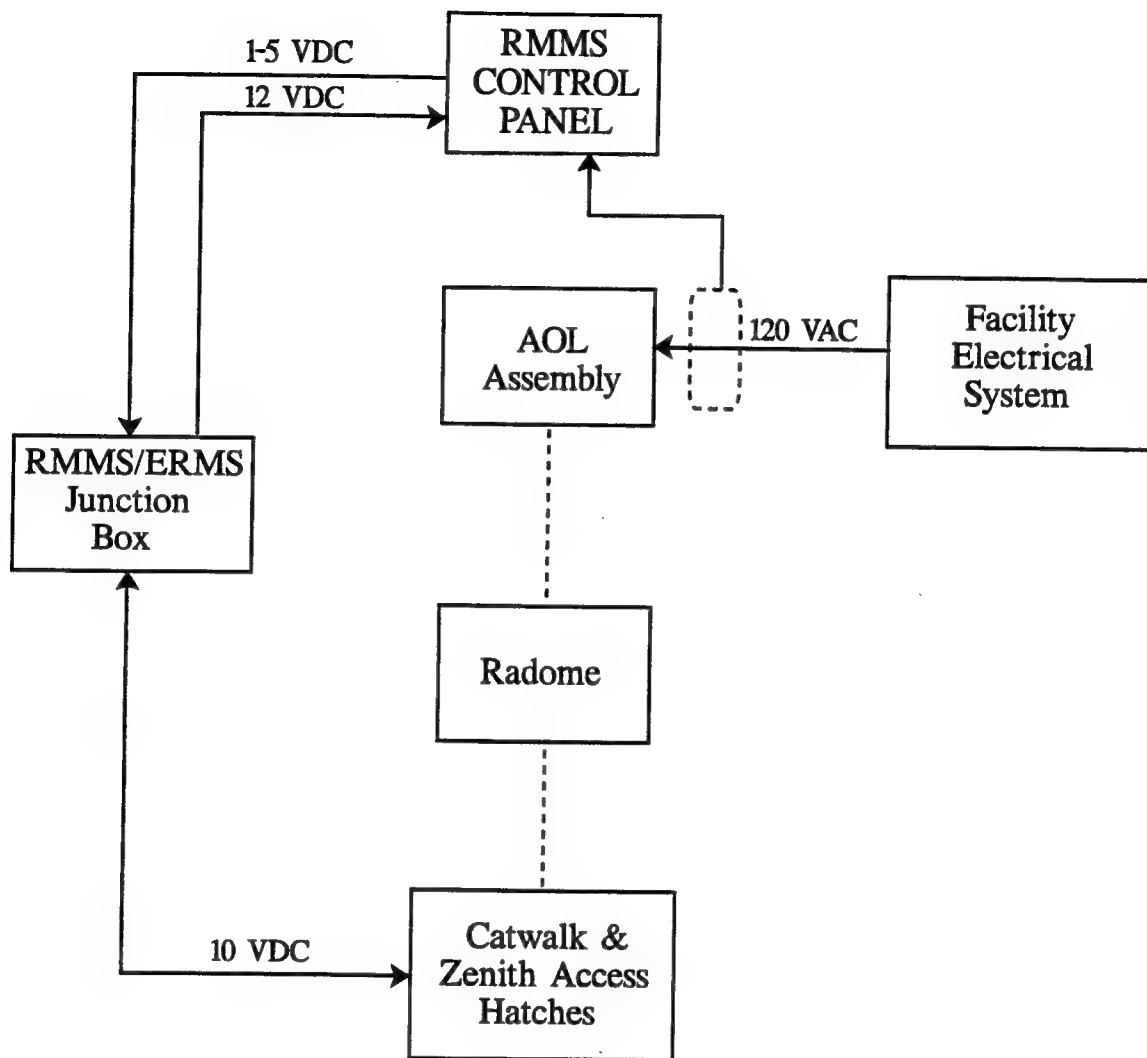 1-5 VDC
12 VDC
RMMS
CONTROL
PANEL
AOL
Assembly
120 VAC
Facility
Electrical
System
RMMS/ERMS
Junction
Box
Radome
10 VDC
Catwalk &
Zenith Access
Hatches